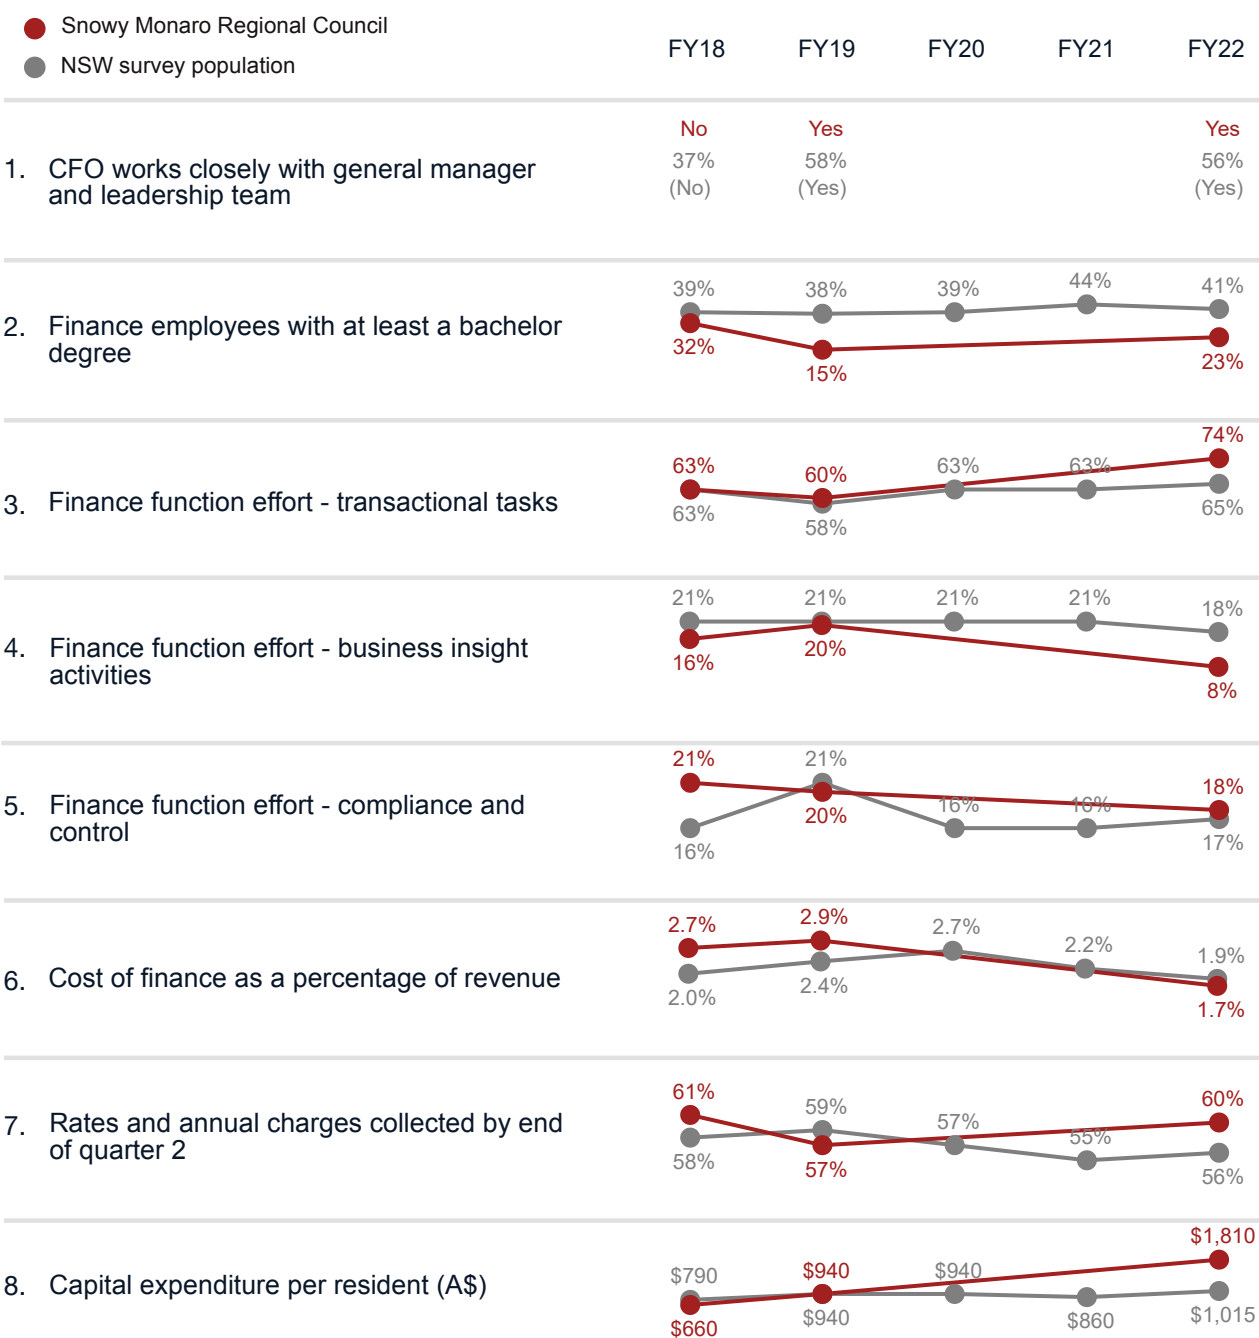 Snowy Monaro Regional Council
NSW survey population
FY18 FY19 FY20 FY21 FY22
No Yes Yes
37% 58% 56%
(No) (Yes) (Yes)
1. CFO works closely with general manager
and leadership team
39% 38% 39% 44% 41%
2. Finance employees with at least a bachelor
degree
32% 15% 23%
74%
63% 60% 63% 63%
3. Finance function effort - transactional tasks
63% 58% 65%
21% 21% 21% 21% 18%
4. Finance function effort - business insight
activities
16% 20% 8%
21% 21% 18%
5. Finance function effort - compliance and
control
16% 20% 16% 16% 17%
2.7% 2.9% 2.7% 2.2% 1.9%
6. Cost of finance as a percentage of revenue
2.0% 2.4% 1.7%
61% 59% 57% 55% 60%
7. Rates and annual charges collected by end
of quarter 2
58% 57% 56%
$1,810
$790 $940 $940
8. Capital expenditure per resident (A$)
$660 $940 $860 $1,015